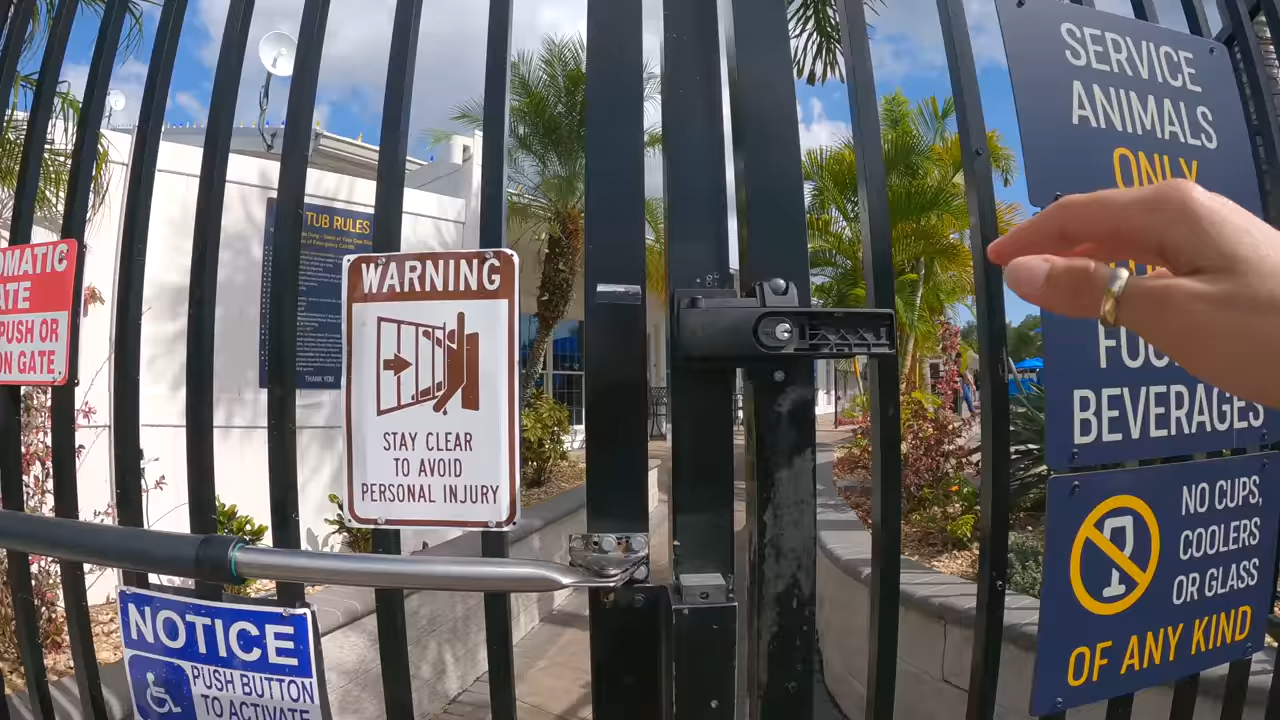 OMATIC
ATE
PUSH OR
ON GATE
TUB RULES
THANK YOU
WARNING
STAY CLEAR
TO AVOID
PERSONAL INJURY
NOTICE
PUSH BUTTON
TO ACTIVATE
SERVICE
ANIMALS
ONLY
BEVERAGES
NO CUPS,
COOLERS
OR GLASS
OF ANY KIND